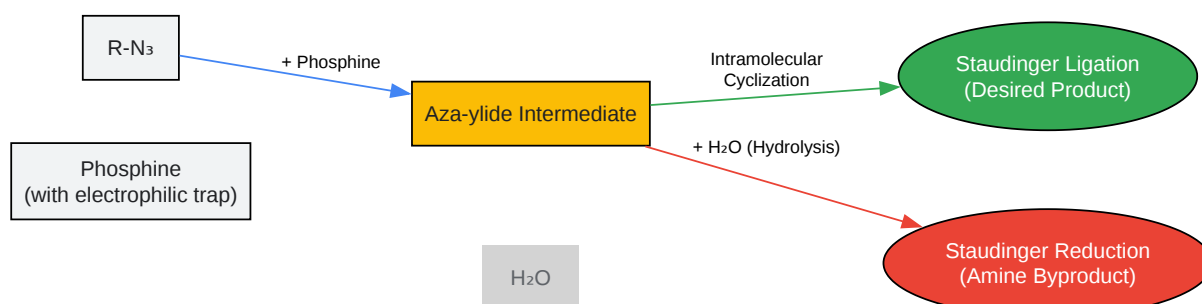 R-N₃
+ Phosphine
Phosphine
(with electrophilic trap)
Aza-ylide Intermediate
Intramolecular
Cyclization
+ H₂O (Hydrolysis)
Staudinger Ligation
(Desired Product)
Staudinger Reduction
(Amine Byproduct)
H₂O